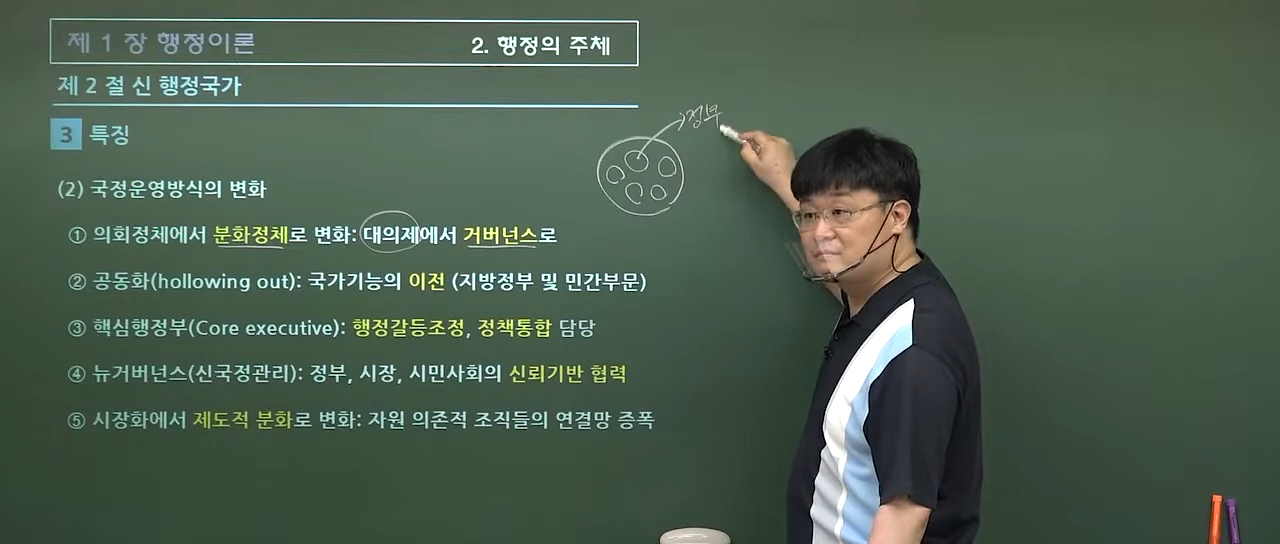 제 1 장 행정이론
2. 행정의 주체
제 2 절 신 행정국가
3 특징
정부
(2) 국정운영방식의 변화
① 의회정체에서 분화정체로 변화: 대의제에서 거버넌스로
② 공동화(hollowing out): 국가기능의 이전 (지방정부 및 민간부문)
③ 핵심행정부(Core executive): 행정갈등조정, 정책통합 담당
④ 뉴거버넌스(신국정관리): 정부, 시장, 시민사회의 신뢰기반 협력
⑤ 시장화에서 제도적 분화로 변화: 자원 의존적 조직들의 연결망 증폭